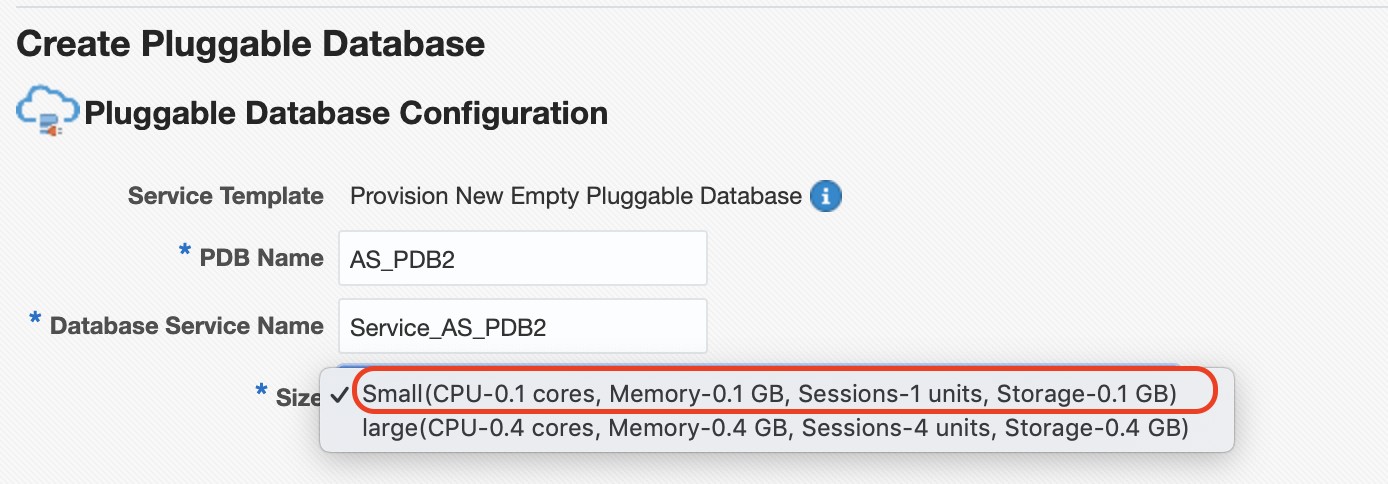 Create Pluggable Database
Pluggable Database Configuration
Service Template Provision New Empty Pluggable Database i
* PDB Name AS_PDB2
* Database Service Name Service_AS_PDB2
* Size ✓ Small(CPU-0.1 cores, Memory-0.1 GB, Sessions-1 units, Storage-0.1 GB)
large(CPU-0.4 cores, Memory-0.4 GB, Sessions-4 units, Storage-0.4 GB)